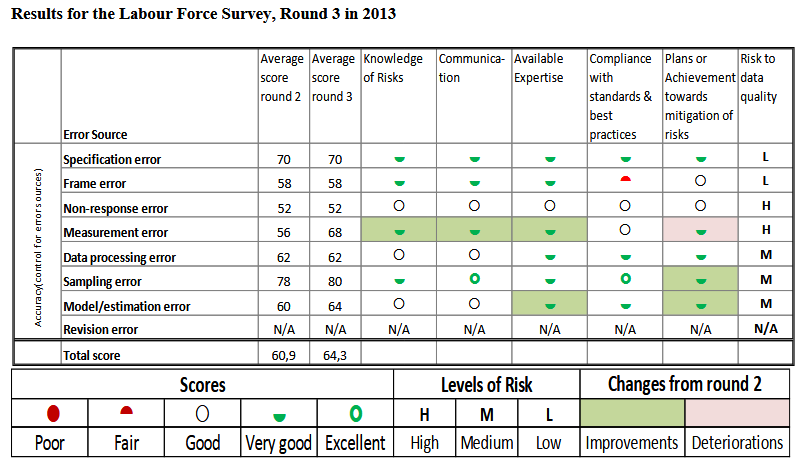 Results for the Labour Force Survey, Round 3 in 2013
Error Source
Average score round 2
Average score round 3
Knowledge of Risks
Communica-tion
Available Expertise
Compliance with standards & best practices
Plans or Achievement towards mitigation of risks
Risk to data quality
Accuracy(control for error sources)
Specification error 70 70 L
Frame error 58 58 L
Non-response error 52 52 H
Measurement error 56 68 H
Data processing error 62 62 M
Sampling error 78 80 M
Model/estimation error 60 64 M
Revision error N/A N/A N/A N/A N/A N/A N/A N/A
Total score 60,9 64,3
Scores Levels of Risk Changes from round 2
H M L
Poor Fair Good Very good Excellent High Medium Low Improvements Deteriorations